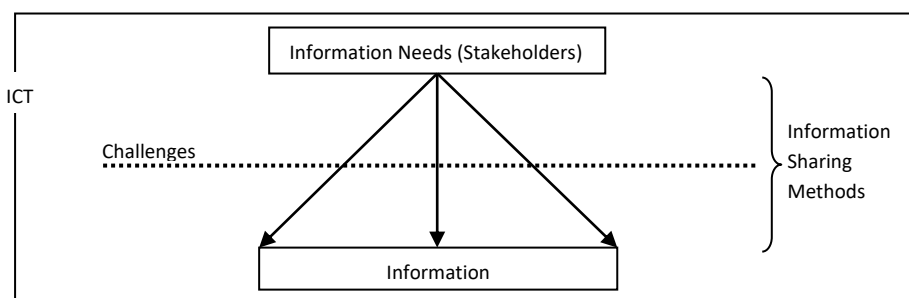 Information Needs (Stakeholders)
ICT
Challenges
Information
Sharing
Methods
Information